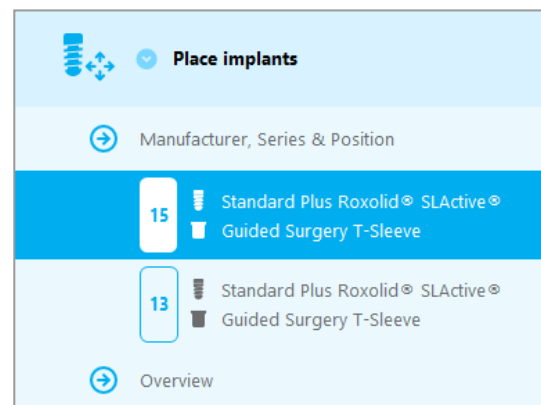 Place implants
Manufacturer, Series & Position
15
Standard Plus Roxolid® SLActive®
Guided Surgery T-Sleeve
13
Standard Plus Roxolid® SLActive®
Guided Surgery T-Sleeve
Overview